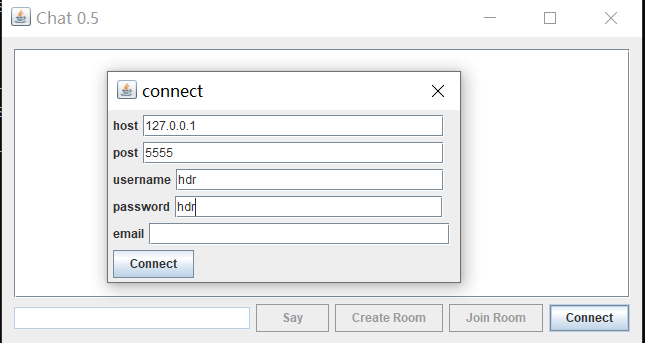 Chat 0.5
connect
host 127.0.0.1
post 5555
username hdr
password hdr
email
Connect
Say Create Room Join Room Connect